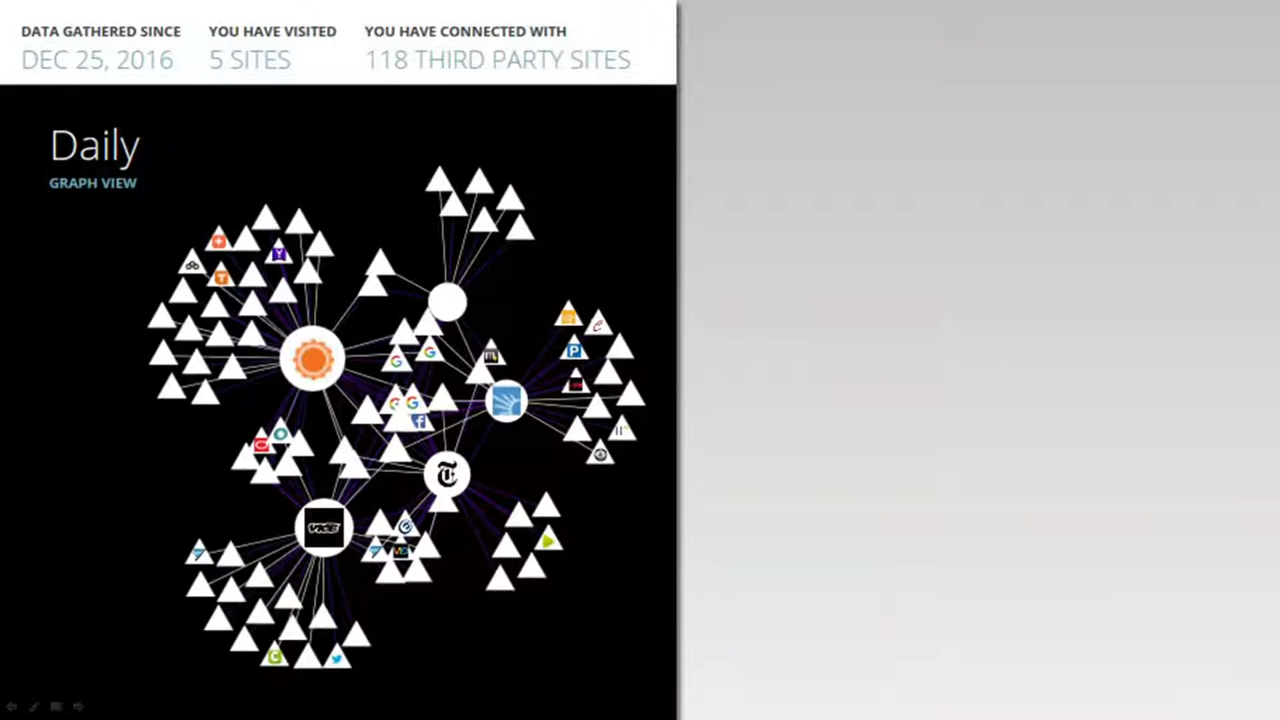 DATA GATHERED SINCE YOU HAVE VISITED YOU HAVE CONNECTED WITH
DEC 25, 2016 5 SITES 118 THIRD PARTY SITES
Daily
GRAPH VIEW
VICE